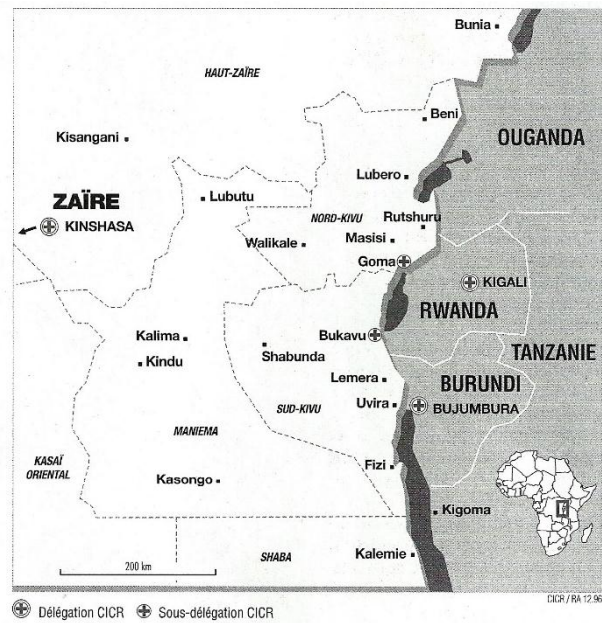 Bunia
HAUT-ZAÏRE
Beni
Kisangani
OUGANDA
Lubero
ZAÏRE
Lubutu
NORD-KIVU
Rutshuru
KINSHASA
Walikale
Masisi
Goma
KIGALI
RWANDA
Kalima
Bukavu
Shabunda
TANZANIE
Kindu
Lemera
BURUNDI
SUD-KIVU
Uvira
BUJUMBURA
MANIEMA
KASAÏ
ORIENTAL
Fizi
Kasongo
Kigoma
SHABA
Kalemie
200 km
CICR / RA 12.96
Délégation CICR Sous-délégation CICR